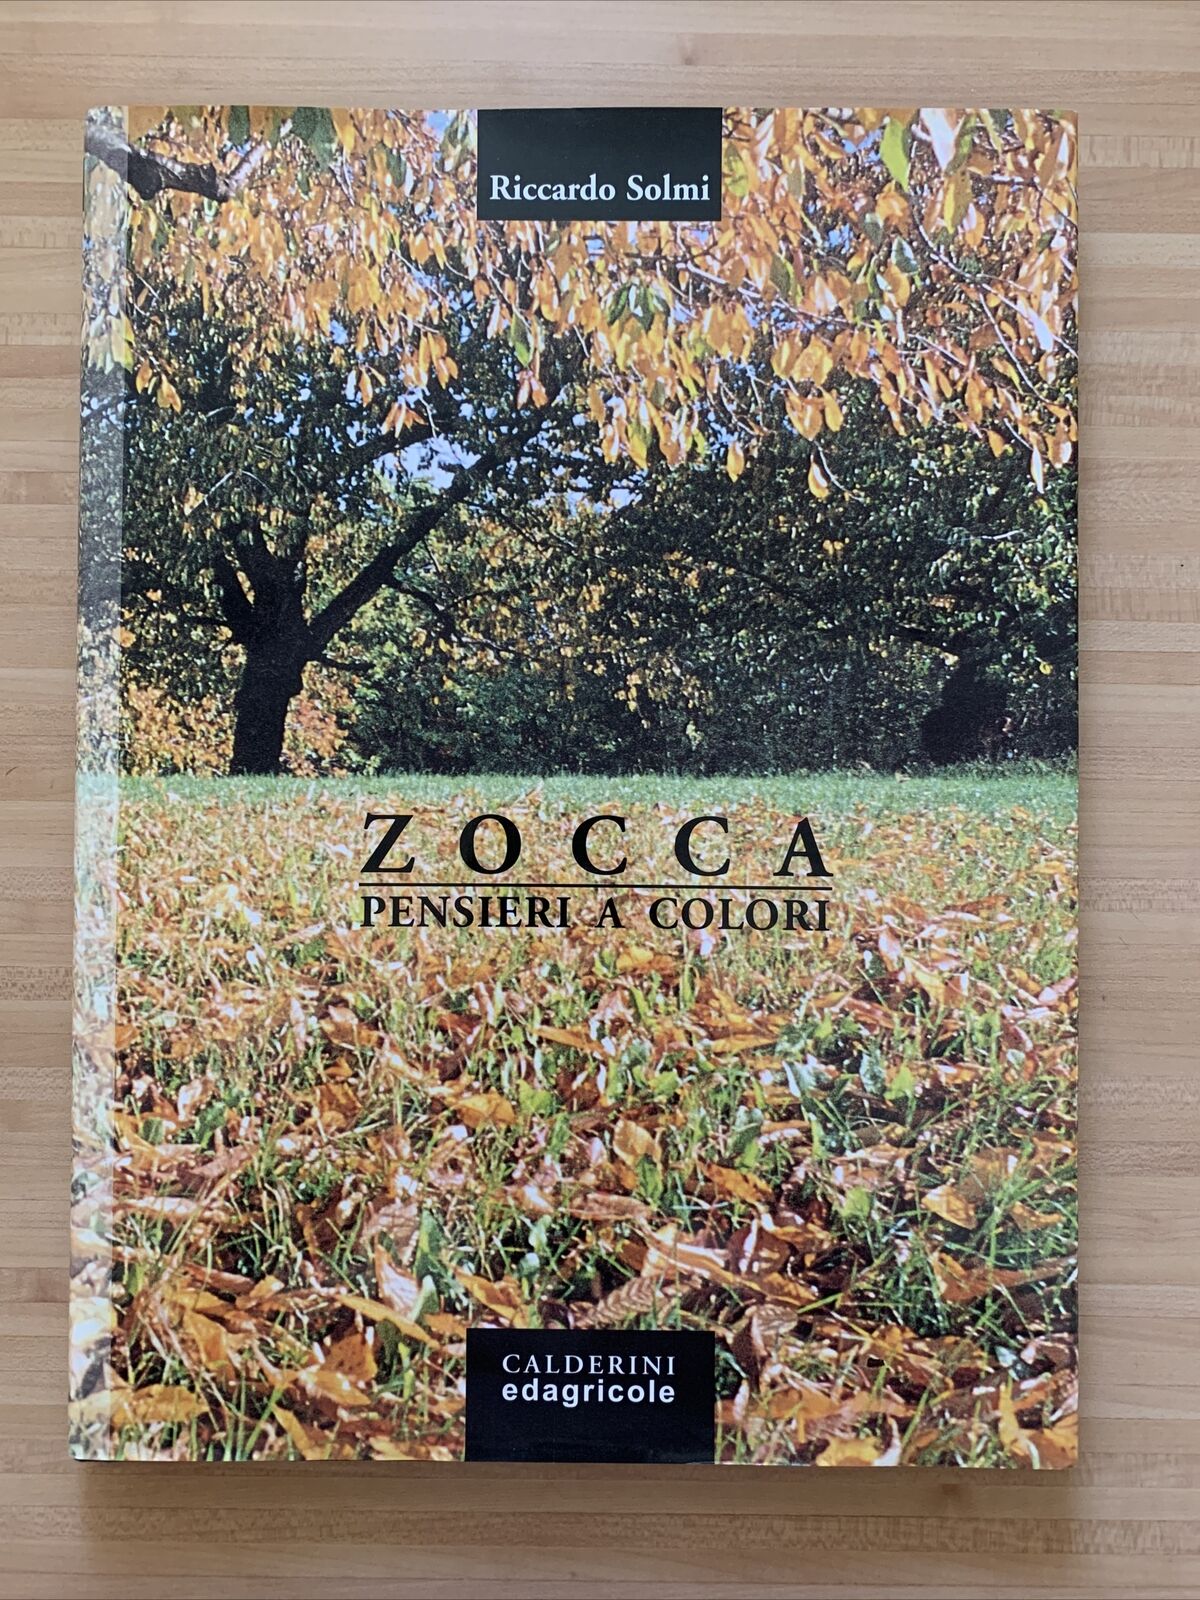 Riccardo Solmi
ZOCCA
PENSIERI A COLORI
CALDERINI
edagricole